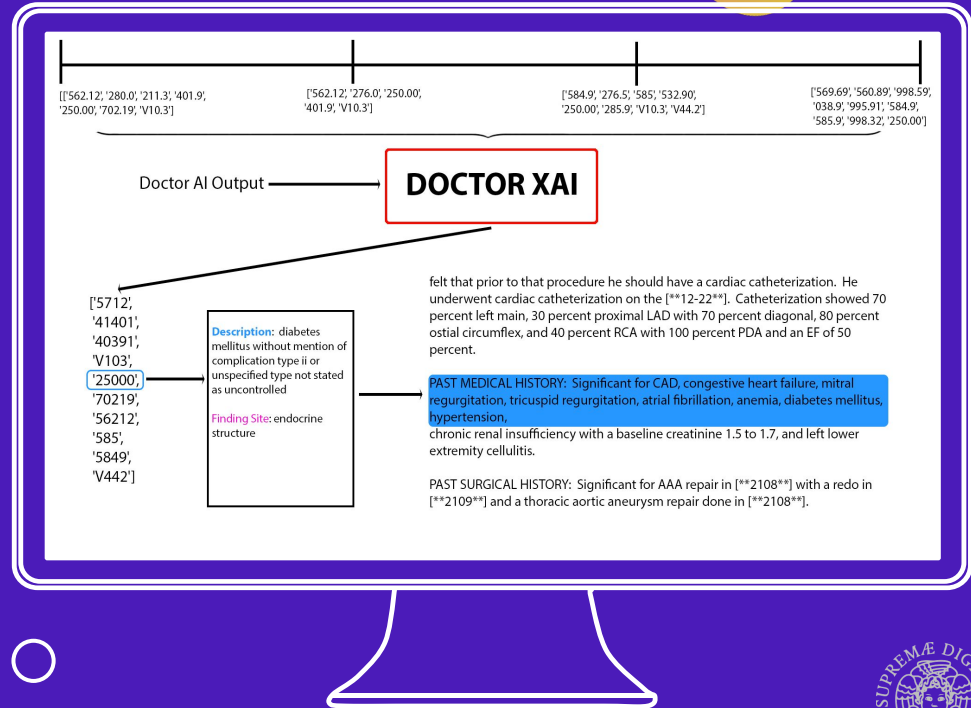 [['562.12', '280.0', '211.3', '401.9',
'250.00', '702.19', 'V10.3']
['562.12', '276.0', '250.00',
'401.9', 'V10.3']
['584.9', '276.5', '585', '532.90',
'250.00', '285.9', 'V10.3', 'V44.2']
['569.69', '560.89', '998.59',
'038.9', '995.91', '584.9',
'585.9', '998.32', '250.00']
Doctor AI Output
DOCTOR XAI
['5712',
'41401',
'40391',
'V103',
'25000',
'70219',
'56212',
'585',
'5849',
'V442']
Description: diabetes
mellitus without mention of
complication type ii or
unspecified type not stated
as uncontrolled
Finding Site: endocrine
structure
felt that prior to that procedure he should have a cardiac catheterization. He
underwent cardiac catheterization on the [**12-22**]. Catheterization showed 70
percent left main, 30 percent proximal LAD with 70 percent diagonal, 80 percent
ostial circumflex, and 40 percent RCA with 100 percent PDA and an EF of 50
percent.
PAST MEDICAL HISTORY: Significant for CAD, congestive heart failure, mitral
regurgitation, tricuspid regurgitation, atrial fibrillation, anemia, diabetes mellitus,
hypertension,
chronic renal insufficiency with a baseline creatinine 1.5 to 1.7, and left lower
extremity cellulitis.
PAST SURGICAL HISTORY: Significant for AAA repair in [**2108**] with a redo in
[**2109**] and a thoracic aortic aneurysm repair done in [**2108**].
SUPREMÆ DIG